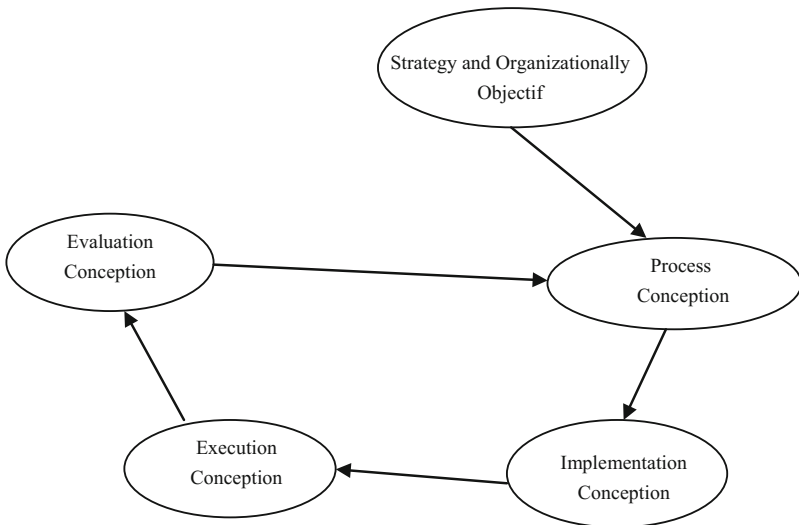 Strategy and Organizationally
Objectif
Evaluation
Conception
Process
Conception
Execution
Conception
Implementation
Conception